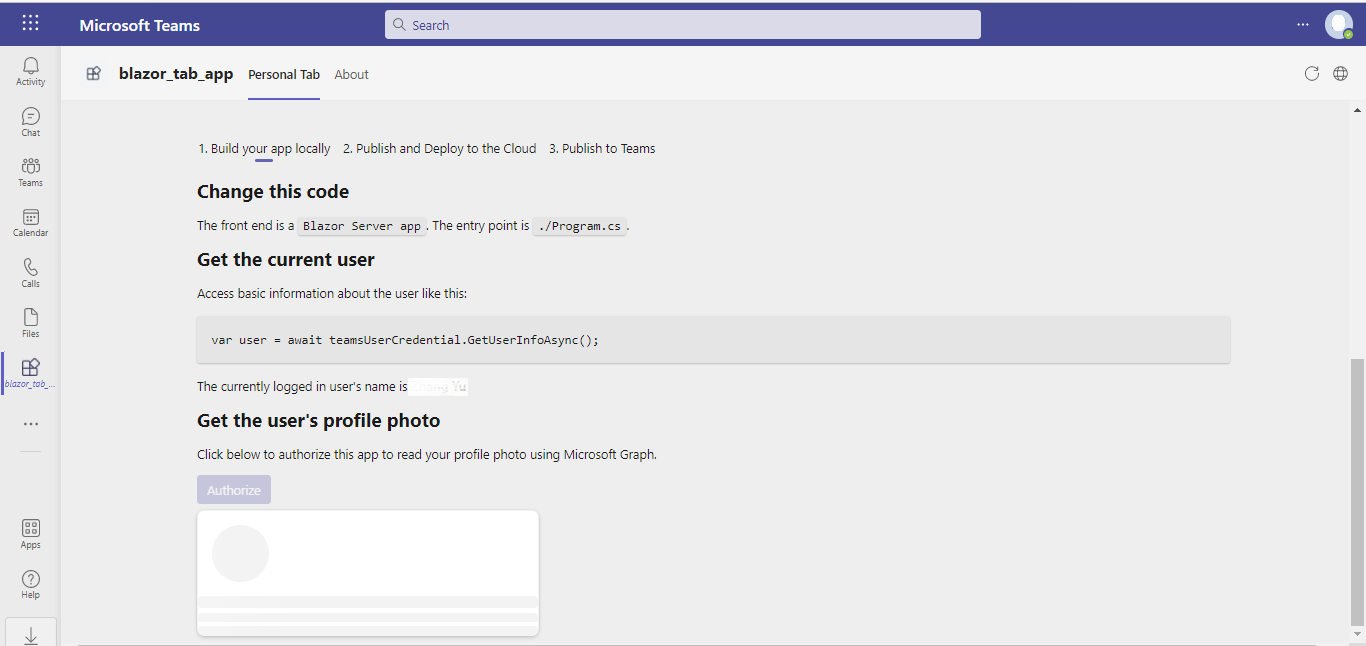 Microsoft Teams
Search
Activity
Chat
Teams
Calendar
Calls
Files
blazor_tab_...
Apps
Help
blazor_tab_app Personal Tab About
1. Build your app locally 2. Publish and Deploy to the Cloud 3. Publish to Teams
Change this code
The front end is a Blazor Server app. The entry point is ./Program.cs.
Get the current user
Access basic information about the user like this:
var user = await teamsUserCredential.GetUserInfoAsync();
The currently logged in user's name is
Get the user's profile photo
Click below to authorize this app to read your profile photo using Microsoft Graph.
Authorize